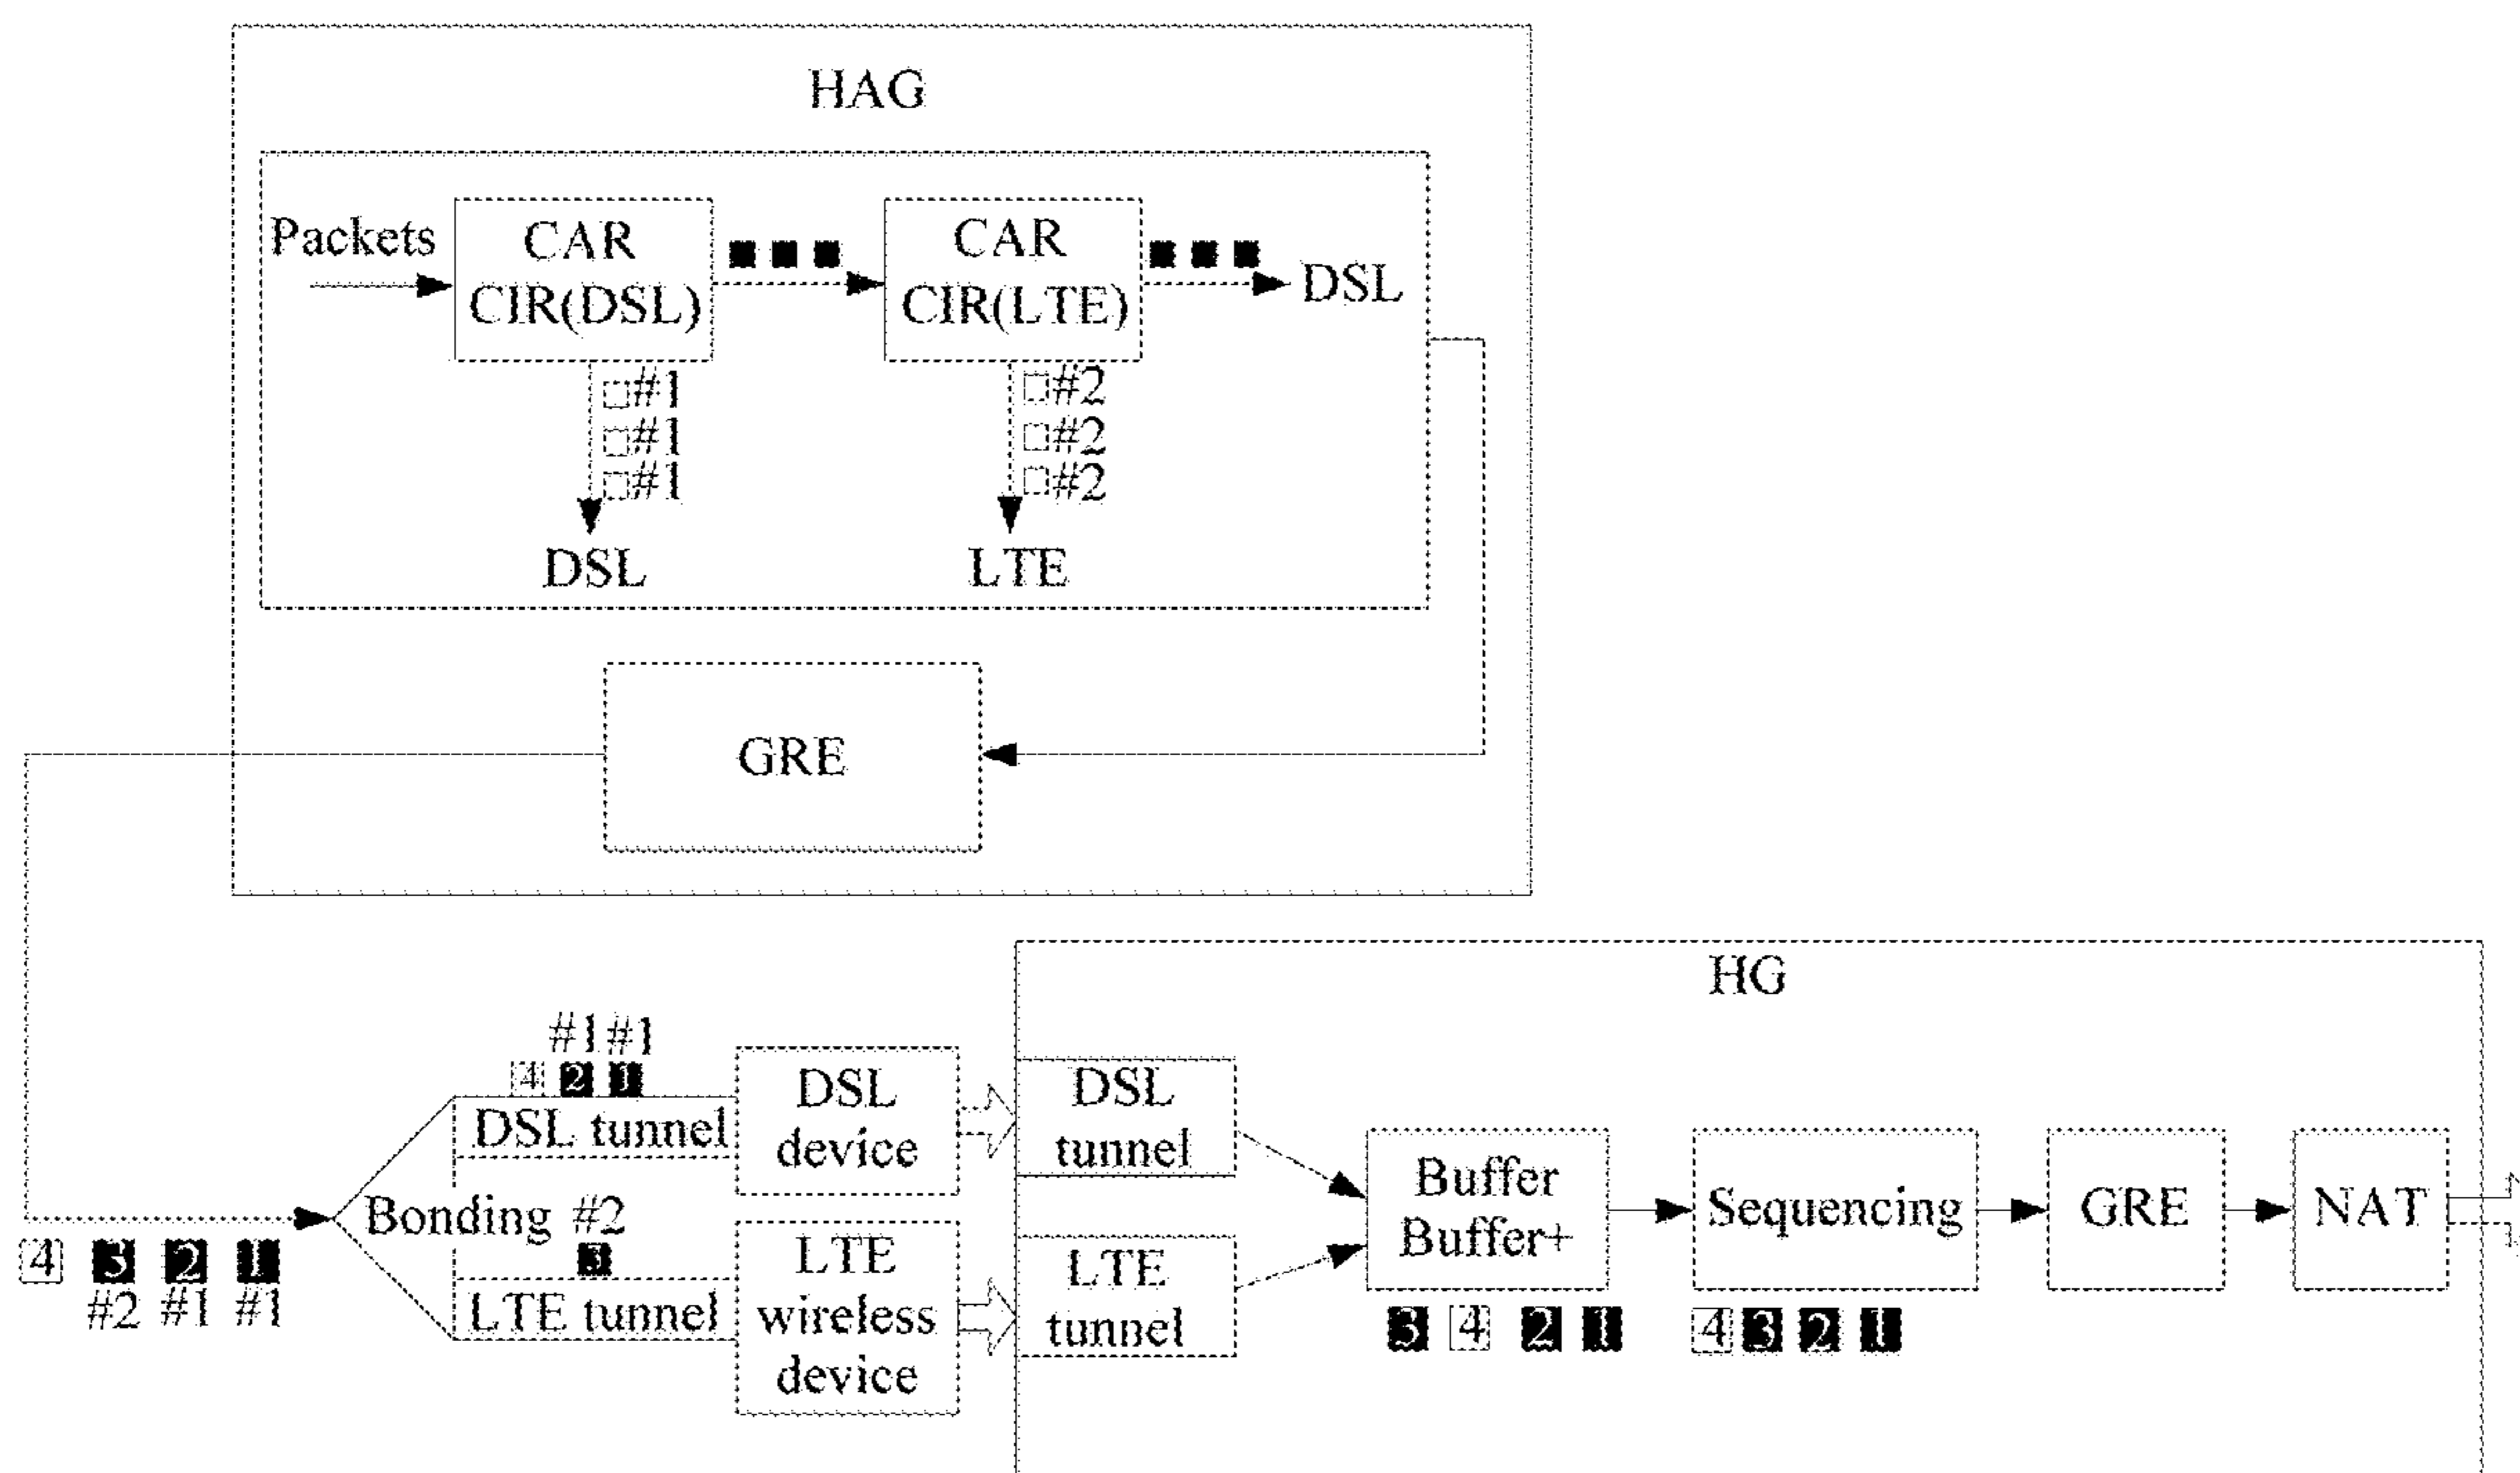 HAG
Packets
CAR
CIR(DSL)
CAR
CIR(LTE)
DSL
#1
#1
#1
#2
#2
#2
DSL
LTE
GRE
HG
#1 #1
4 2 1
DSL tunnel
DSL
device
DSL
tunnel
Bonding
#2
3
LTE tunnel
LTE
wireless
device
LTE
tunnel
4 3 2 1
#2 #1 #1
Buffer
Buffer+
Sequencing
GRE
NAT
3 4 2 1
4 3 2 1